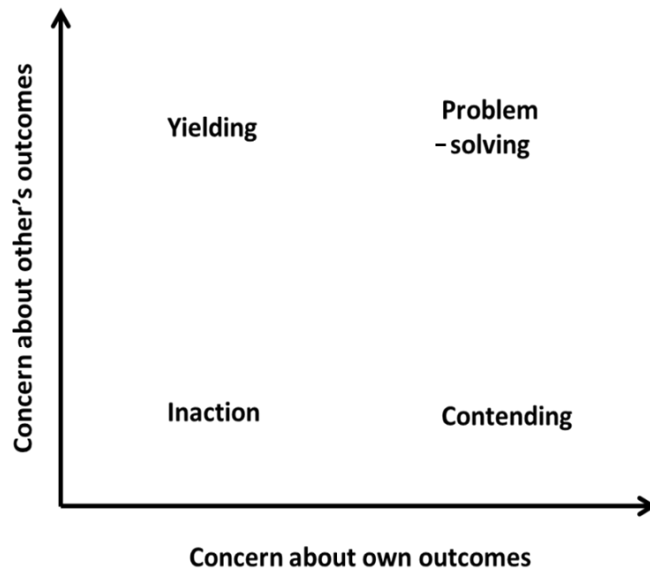 Concern about other's outcomes
Yielding
Problem
–solving
Inaction
Contending
Concern about own outcomes